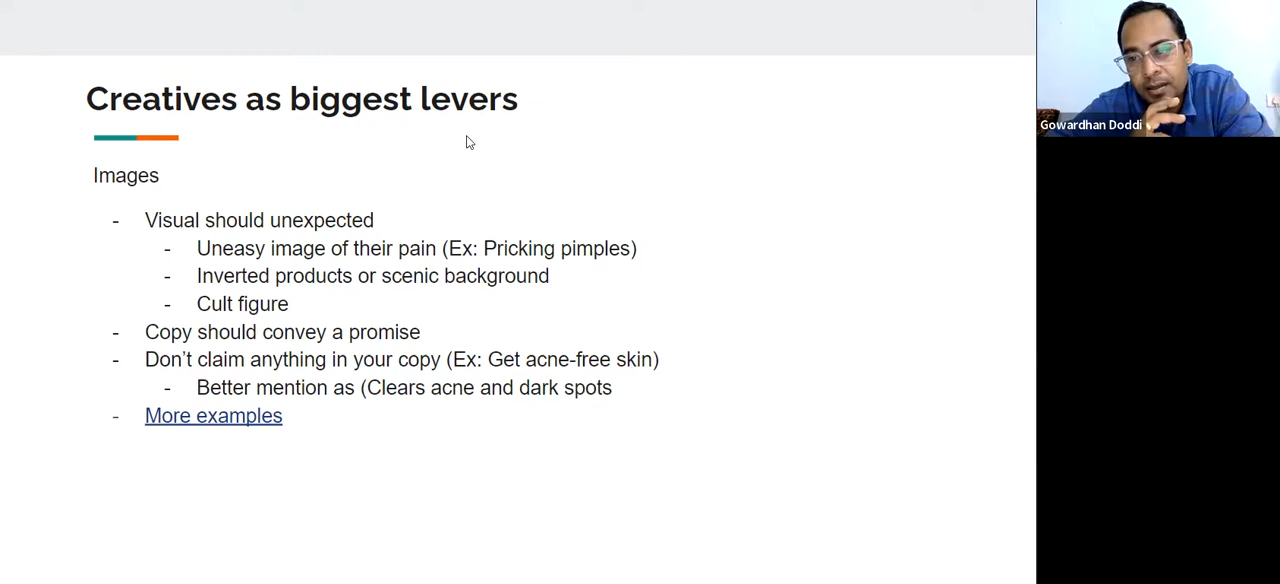 Creatives as biggest levers
Gowardhan Doddi
Images
- Visual should unexpected
- Uneasy image of their pain (Ex: Pricking pimples)
- Inverted products or scenic background
- Cult figure
- Copy should convey a promise
- Don’t claim anything in your copy (Ex: Get acne-free skin)
- Better mention as (Clears acne and dark spots
- More examples